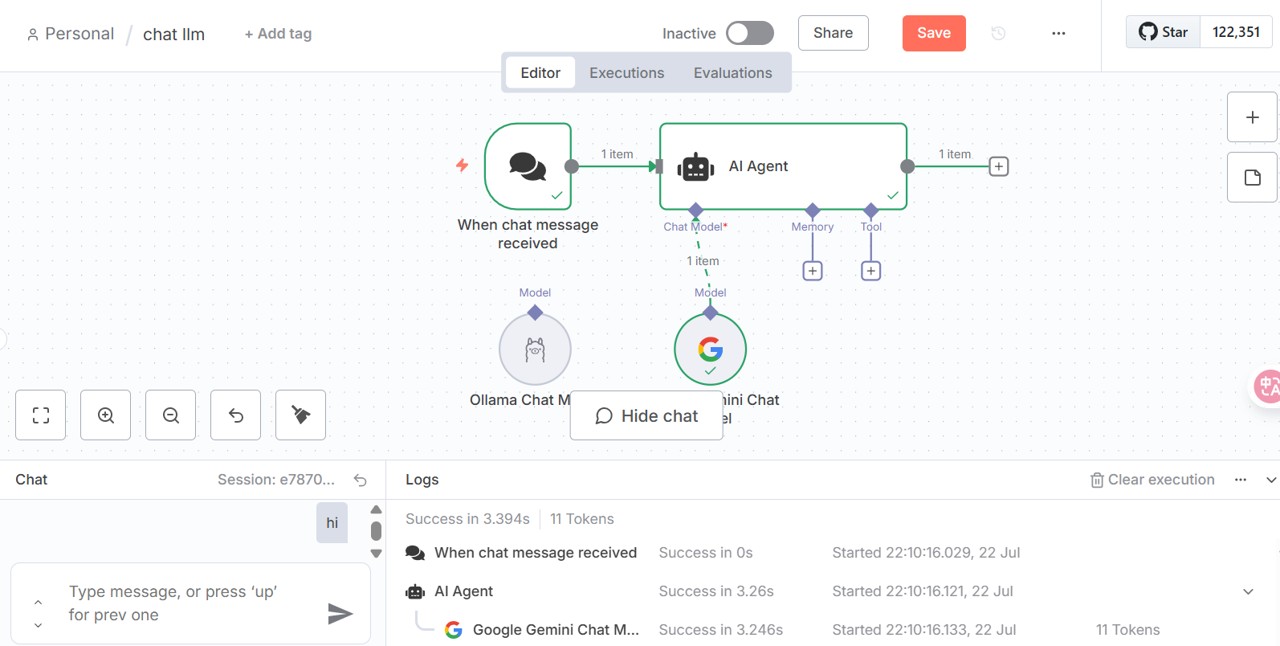 Personal / chat llm + Add tag Inactive Share Save ... Star 122,351
Editor Executions Evaluations
1 item
AI Agent
1 item
When chat message
received
Chat Model*
Memory
Tool
1 item
Model
Model
Ollama Chat M
ini Chat
el
Hide chat
中A
Chat Session: e7870...
hi
Type message, or press ‘up’
for prev one
Logs Clear execution ...
Success in 3.394s 11 Tokens
When chat message received Success in 0s Started 22:10:16.029, 22 Jul
AI Agent Success in 3.26s Started 22:10:16.121, 22 Jul
Google Gemini Chat M... Success in 3.246s Started 22:10:16.133, 22 Jul 11 Tokens